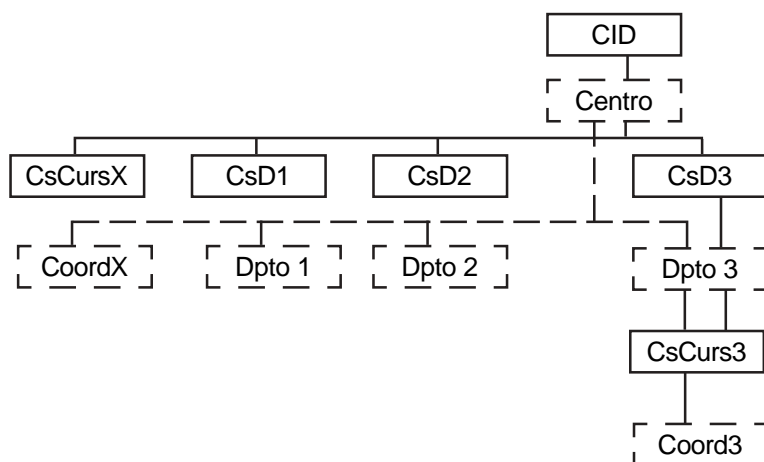 CID
Centro
CsCursX CsD1 CsD2 CsD3
CoordX Dpto 1 Dpto 2 Dpto 3
CsCurs3
Coord3